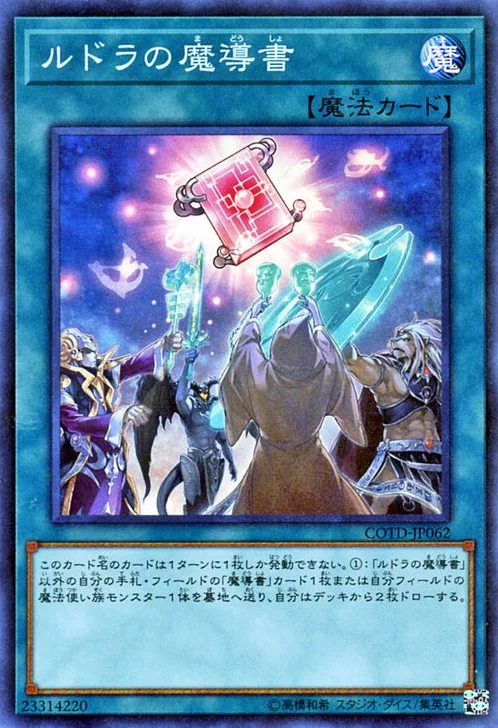 ルドラの魔導書
魔
【魔法カード】
COTD-JP062
このカード名のカードは1ターンに1枚しか発動できない。①:「ルドラの魔導書」
以外の自分の手札・フィールドの「魔導書」カード1枚または自分フィールドの
魔法使い族モンスター1体を墓地へ送り、自分はデッキから2枚ドローする。
23314220
©高橋和希 スタジオ・ダイス/集英社